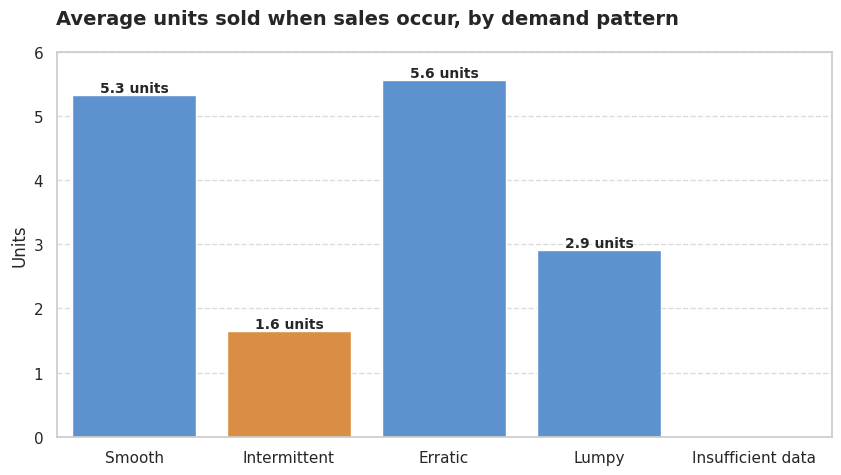 Average units sold when sales occur, by demand pattern
Units
6
5
4
3
2
1
0
5.3 units
1.6 units
5.6 units
2.9 units
Smooth
Intermittent
Erratic
Lumpy
Insufficient data